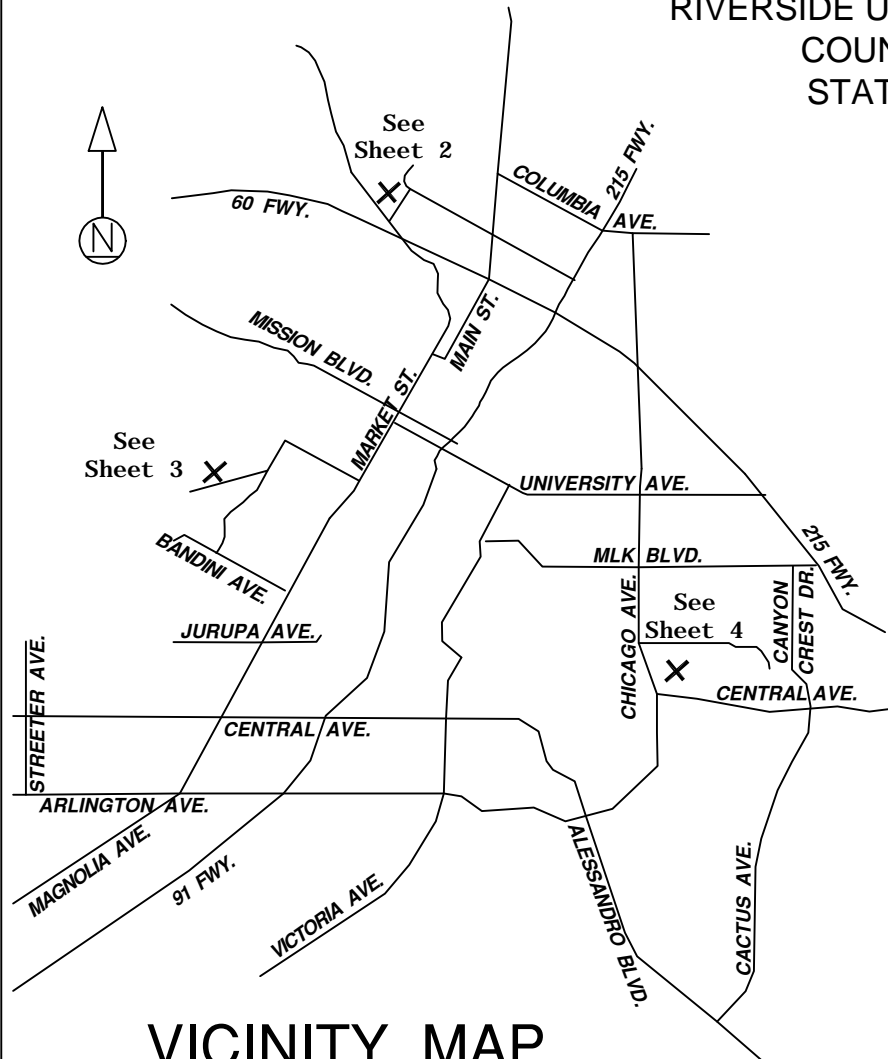 RIVERSIDE U
COUN
STAT
See
Sheet 2
215 FWY.
COLUMBIA AVE.
60 FWY.
N
MISSION BLVD.
MAIN ST.
MARKET ST.
See
Sheet 3
UNIVERSITY AVE.
BANDINI AVE.
MLK BLVD.
215 FWY.
CANYON
CREST DR.
See
Sheet 4
CHICAGO AVE.
JURUPA AVE.
STREETER AVE.
CENTRAL AVE.
CENTRAL AVE.
ARLINGTON AVE.
MAGNOLIA AVE.
91 FWY.
VICTORIA AVE.
ALESSANDRO BLVD.
CACTUS AVE.
VICINITY MAP